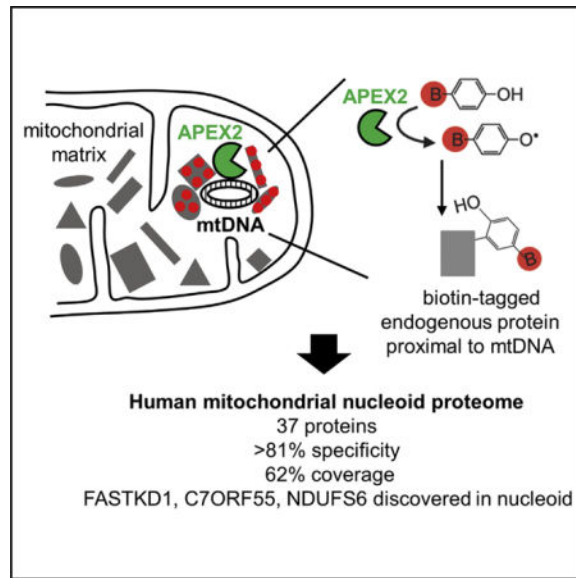 APEX2
mitochondrial
matrix
mtDNA
APEX2
B
OH
B
O•
HO
B
biotin-tagged
endogenous protein
proximal to mtDNA
Human mitochondrial nucleoid proteome
37 proteins
>81% specificity
62% coverage
FASTKD1, C7ORF55, NDUFS6 discovered in nucleoid